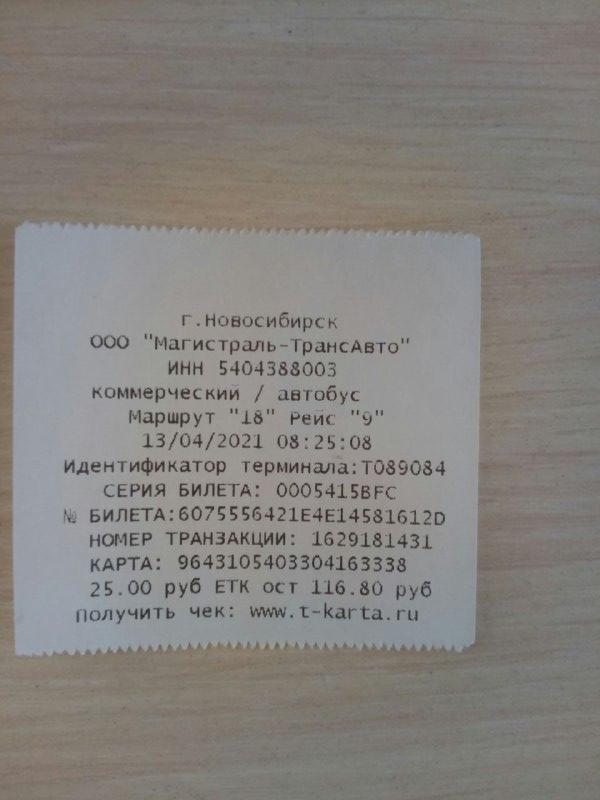 г.Новосибирск
ООО "Магистраль-ТрансАвто"
ИНН 5404388003
коммерческий / автобус
Маршрут "18" Рейс "9"
13/04/2021 08:25:08
Идентификатор терминала:T089084
СЕРИЯ БИЛЕТА: 0005415BFC
№ БИЛЕТА:6075556421E4E14581612D
НОМЕР ТРАНЗАКЦИИ: 1629181431
КАРТА: 9643105403304163338
25.00 руб ЕТК ост 116.80 руб
Получить чек: www.t-karta.ru